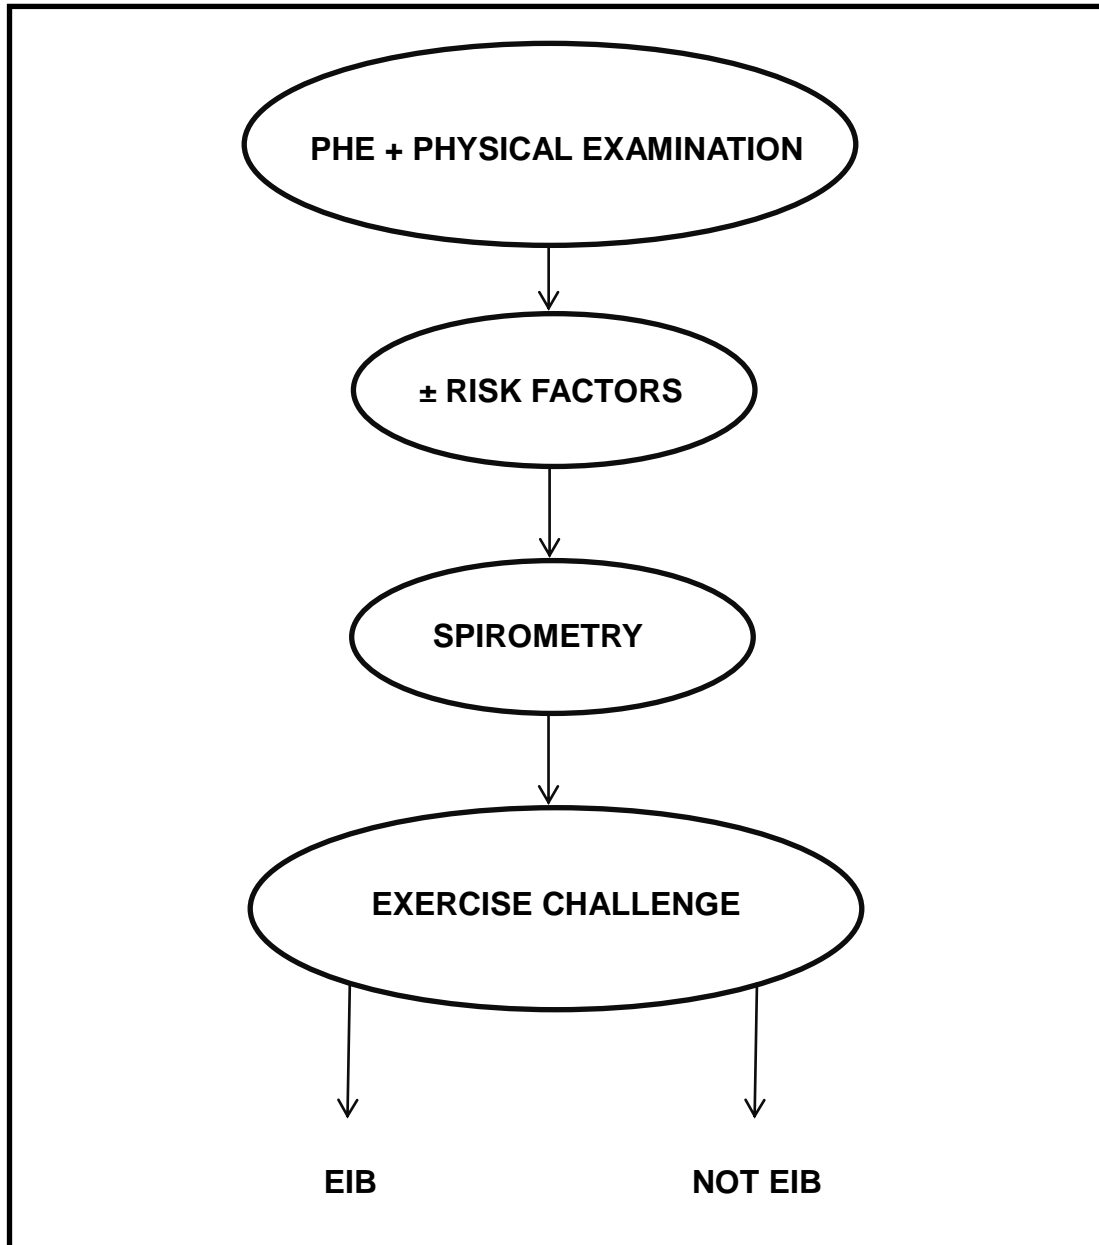 PHE + PHYSICAL EXAMINATION
± RISK FACTORS
SPIROMETRY
EXERCISE CHALLENGE
EIB
NOT EIB